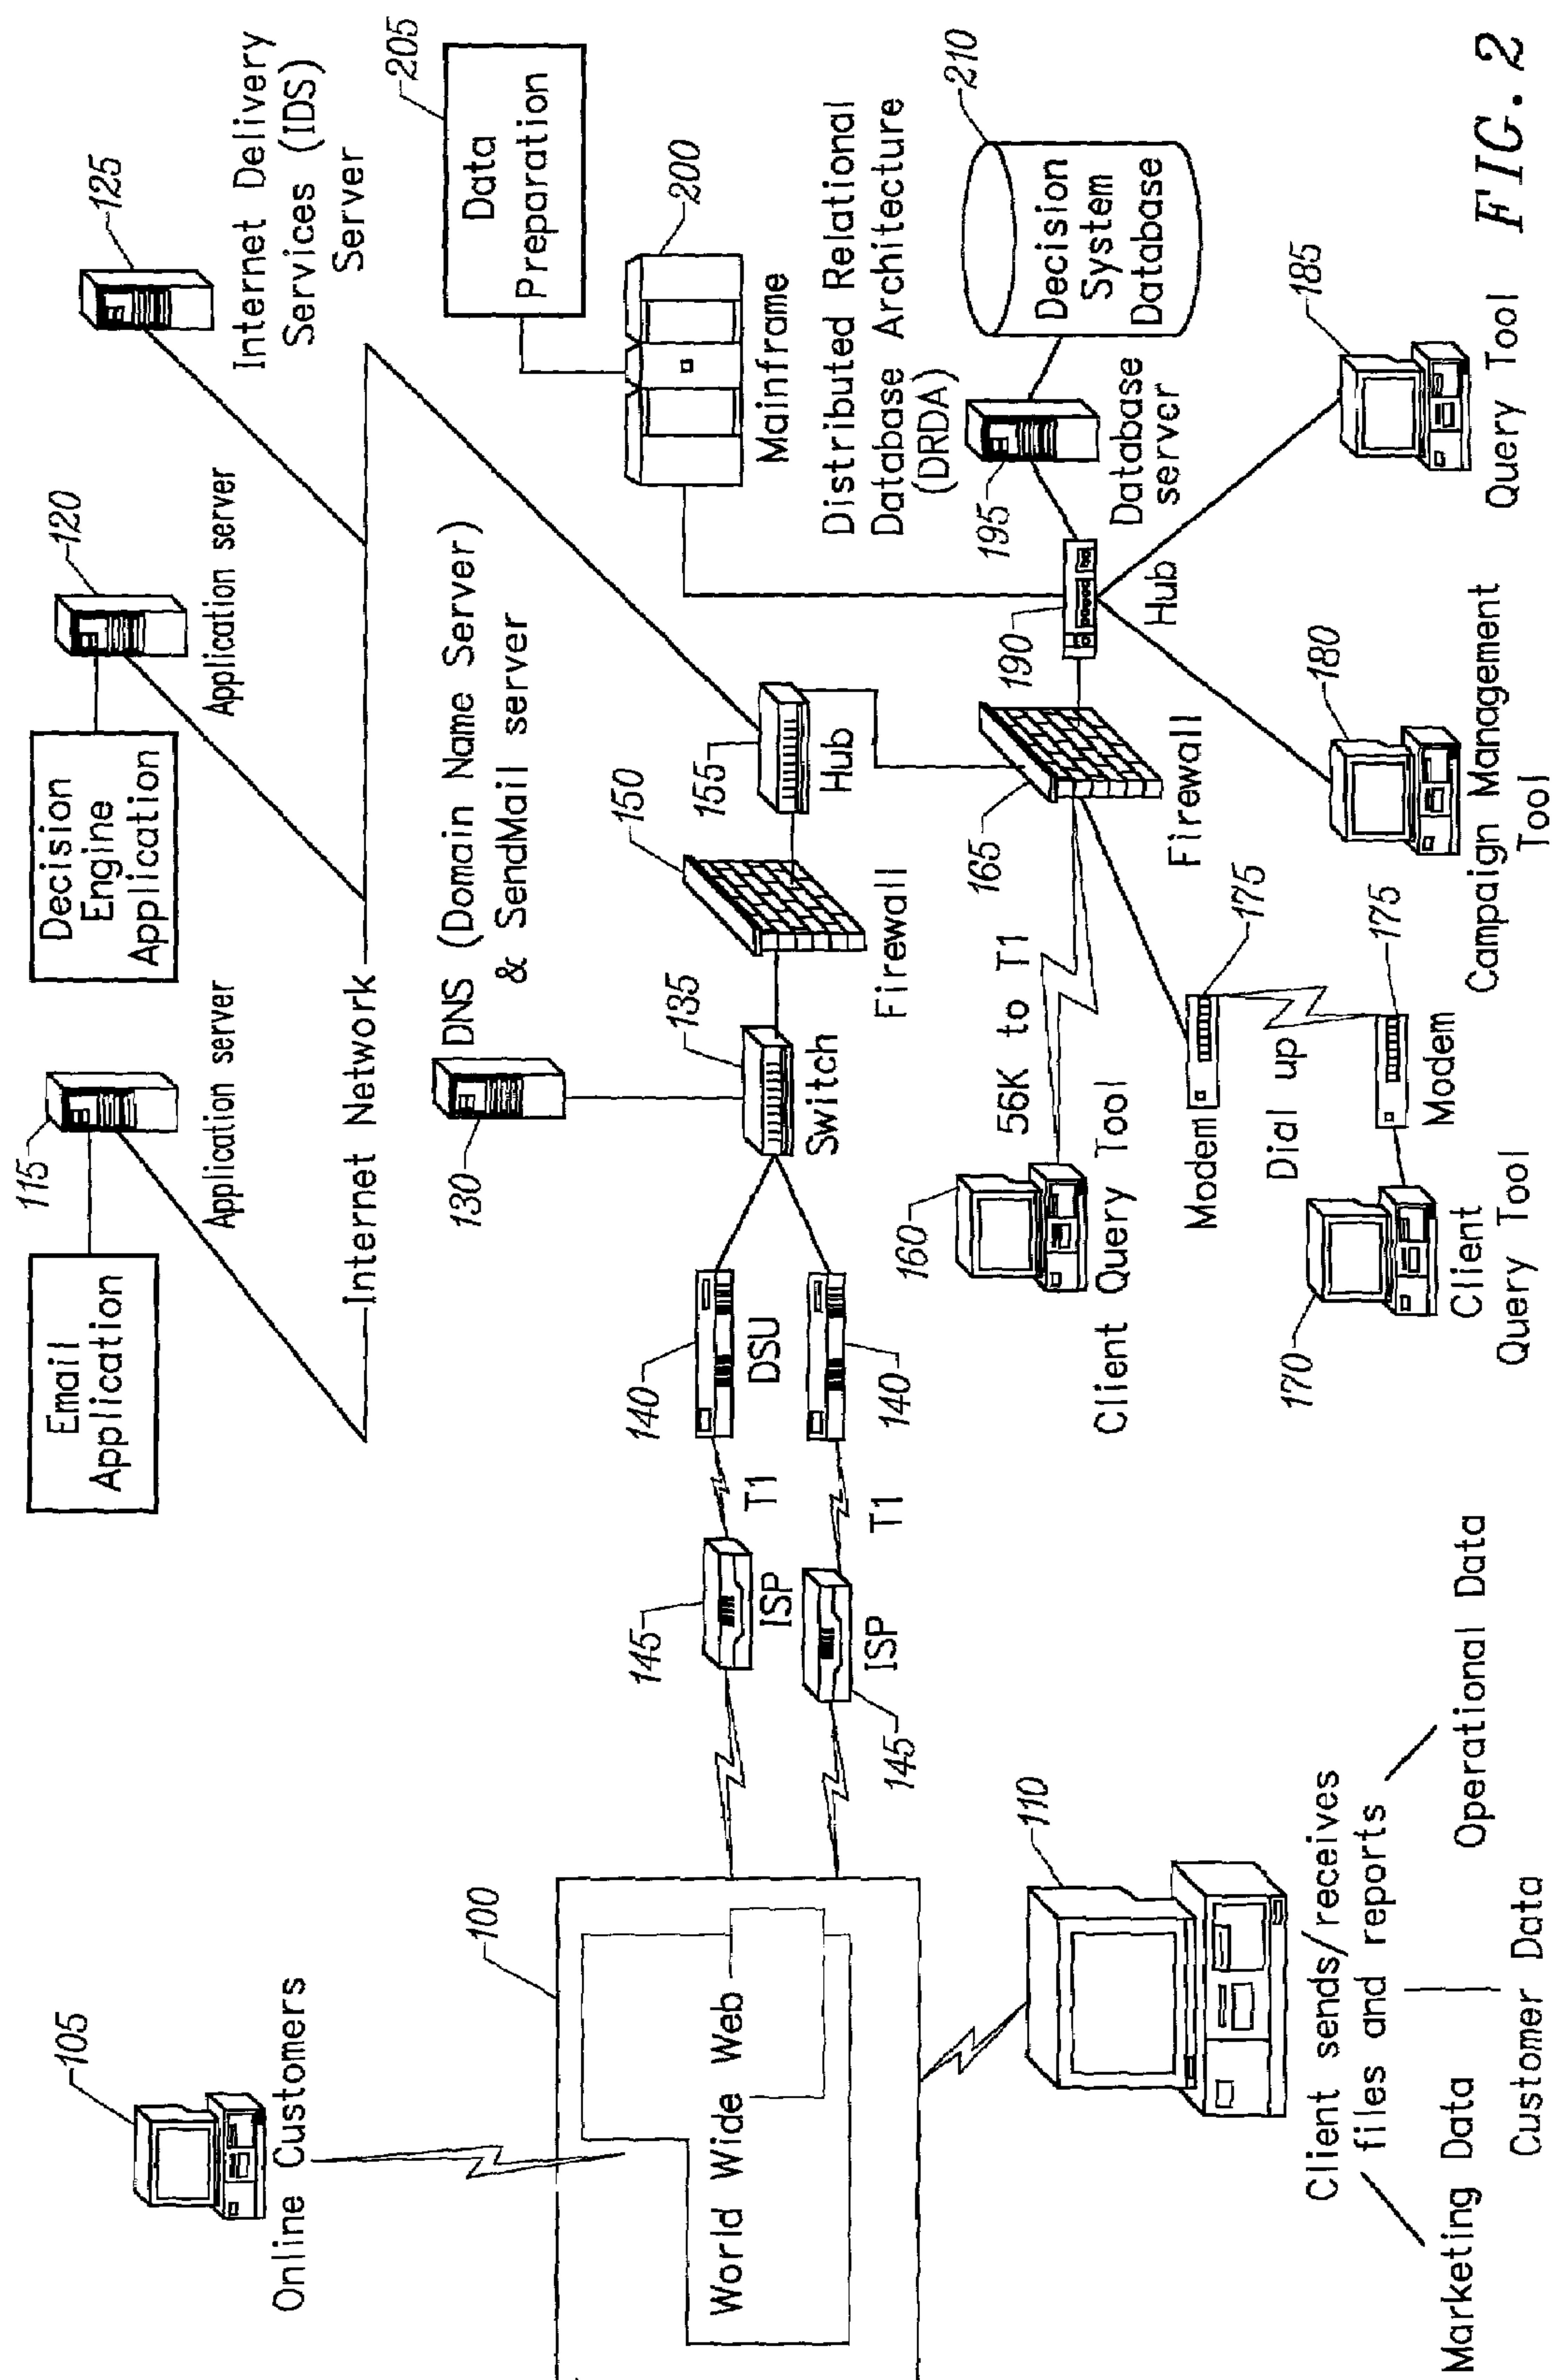 115
Email
Application
Application server
Decision
Engine
Application
120
Application server
125
Internet Delivery
Services (IDS)
Server
Internet Network
105
Online Customers
100
World Wide Web
145
ISP
T1
140
DSU
145
ISP
T1
140
130
DNS (Domain Name Server)
& SendMail server
135
Switch
150
Firewall
155
Hub
205
Data
Preparation
200
Mainframe
Distributed Relational
Database Architecture
(DRDA)
210
Decision
System
Database
195
Database
server
190
Hub
165
Firewall
160
Client Query Tool
56K to T1
175
Modem
Dial up
175
Modem
170
Client
Query Tool
180
Campaign Management
Tool
185
Query Tool
110
Client sends/receives
files and reports
Marketing Data
Customer Data
Operational Data
FIG. 2